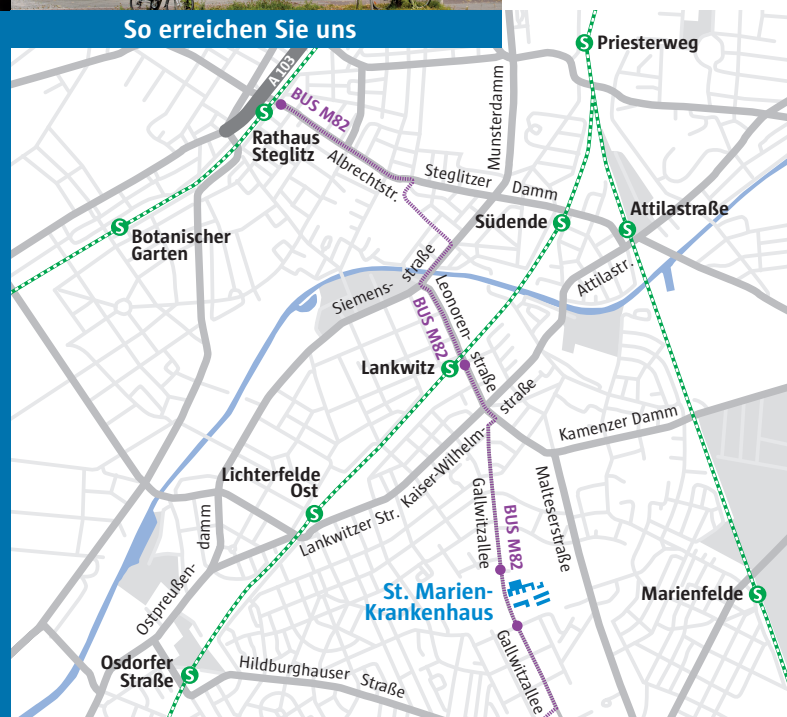 So erreichen Sie uns
Priesterweg
A 103
BUS M82
Rathaus
Steglitz
Munsterdamm
Albrechtstr.
Steglitzer Damm
Südende
Attilastraße
Botanischer
Garten
Siemens-
straße
Attilastr.
Leonoren-
straße
BUS M82
Lankwitz
Kaiser-Wilhelm-
straße
Kamenzer Damm
Lichterfelde
Ost
Lankwitzer Str.
Malteserstraße
Gallwitzallee
BUS M82
Ostpreußen-
damm
St. Marien-
Krankenhaus
Marienfelde
Gallwitzallee
Osdorfer
Straße
Hildburghauser Straße
S
S
S
S
S
S
S
S
S